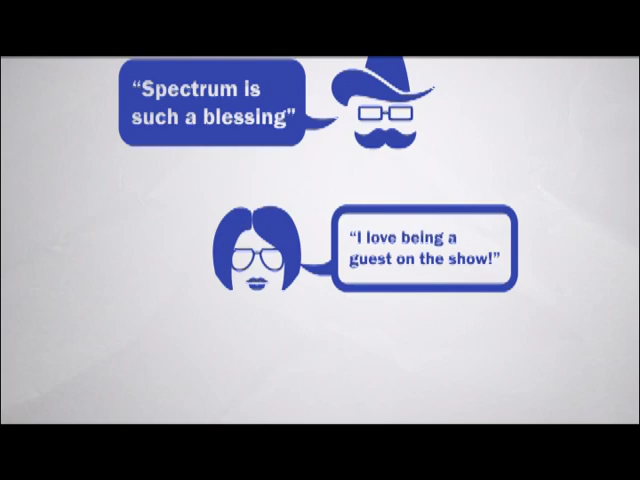 “Spectrum is
such a blessing”
“I love being a
guest on the show!”